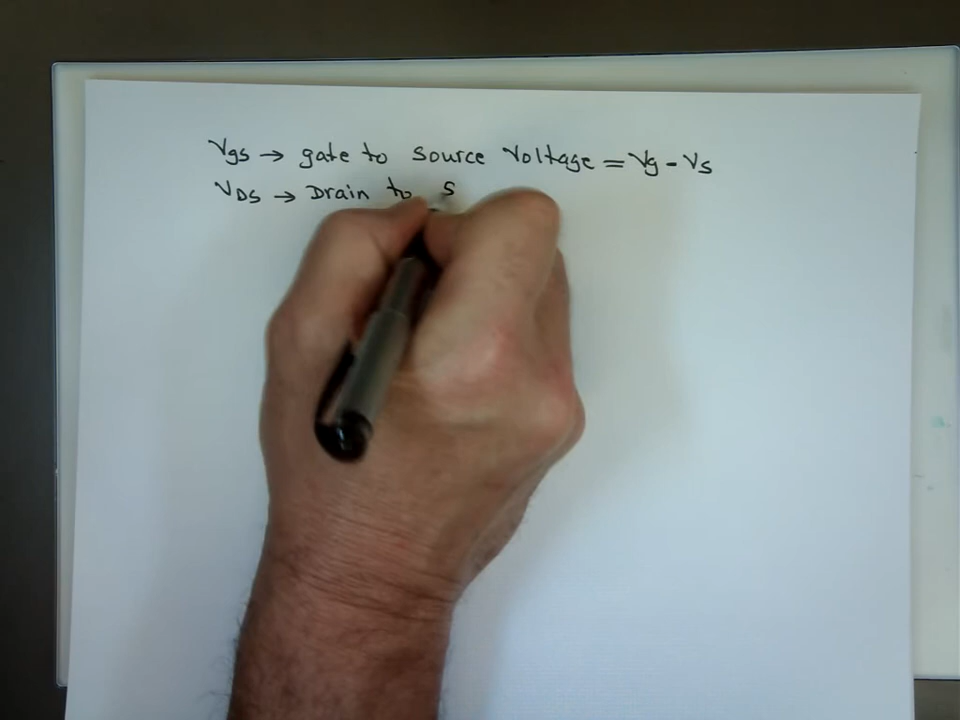 Vgs → gate to source Voltage = Vg - Vs
VDS → Drain to s